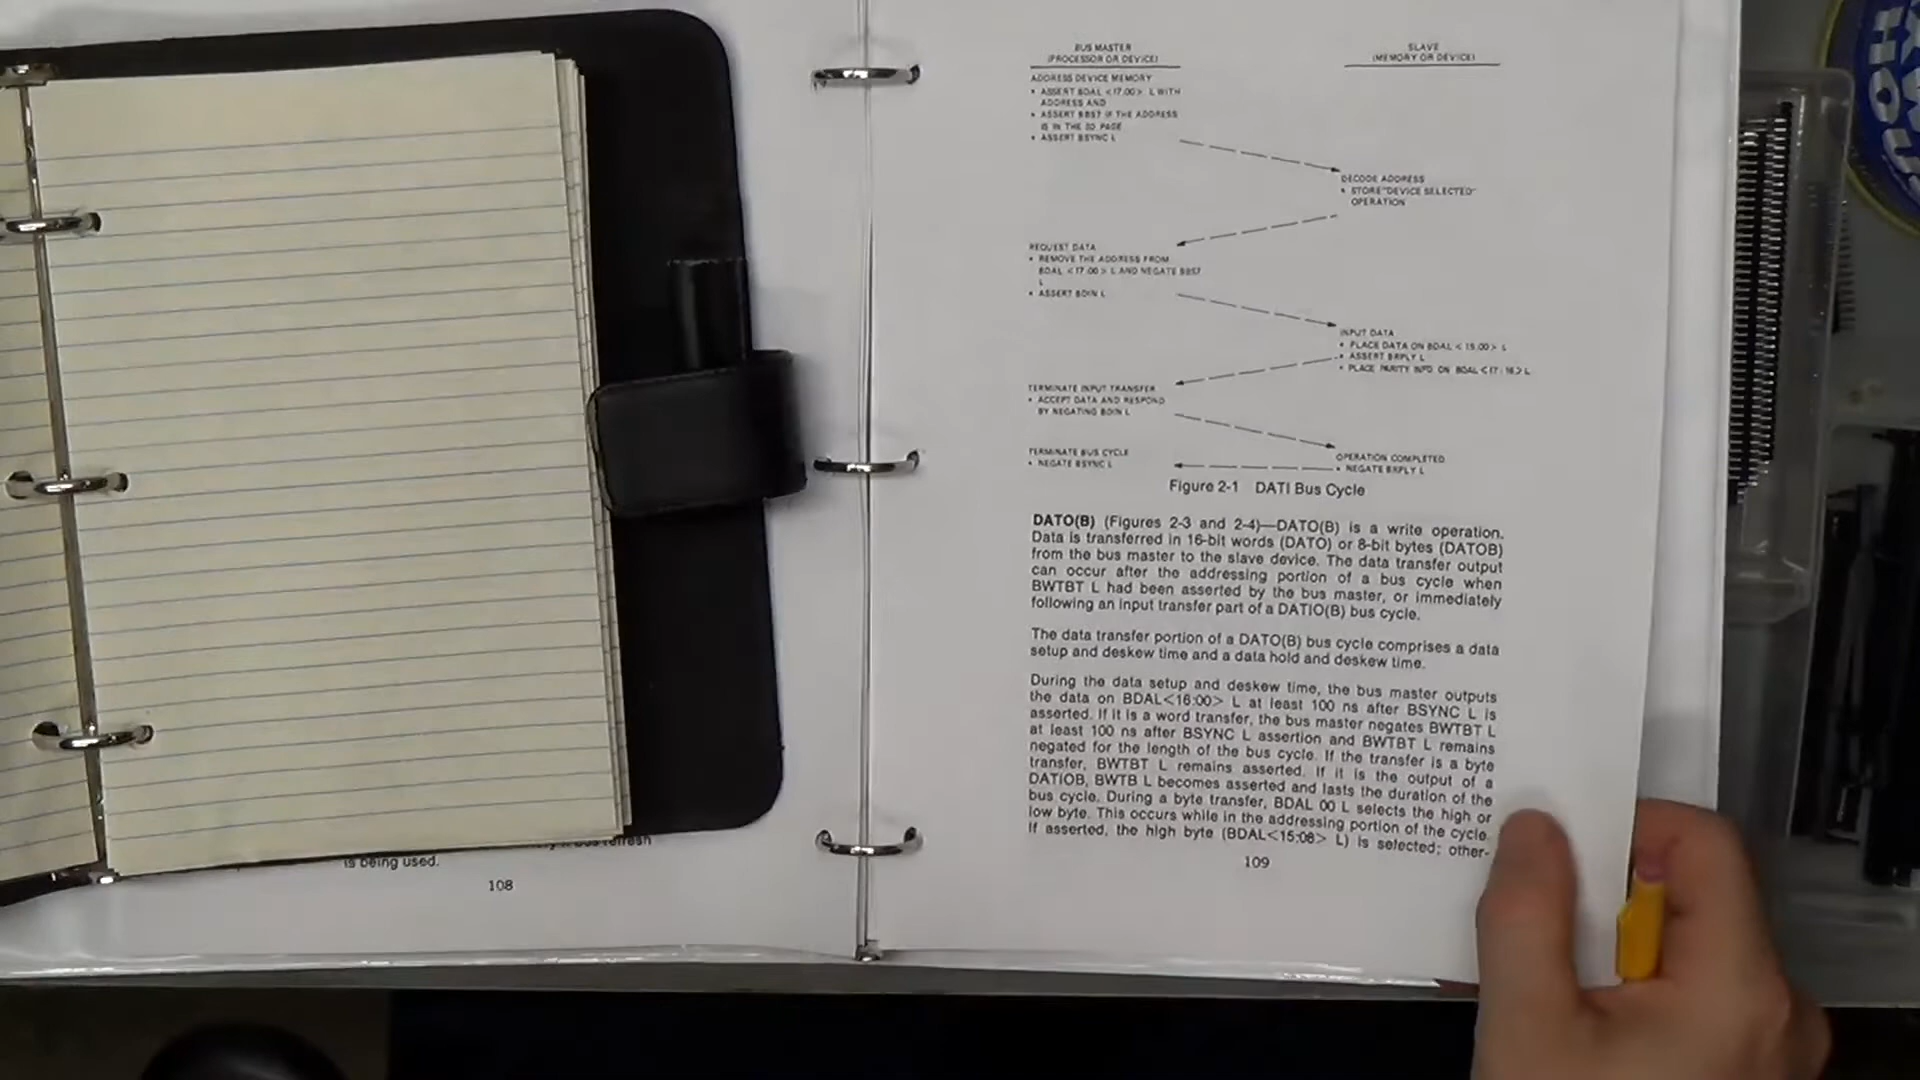 is being used.
108
BUS MASTER
(PROCESSOR OR DEVICE)
SLAVE
(MEMORY OR DEVICE)
ADDRESS DEVICE MEMORY
• ASSERT BDAL <17:00> L WITH
ADDRESS AND
• ASSERT BBS7 IF THE ADDRESS
IS IN THE IO PAGE
• ASSERT BSYNC L
DECODE ADDRESS
• STORE "DEVICE SELECTED"
OPERATION
REQUEST DATA
• REMOVE THE ADDRESS FROM
BDAL <17:00> L AND NEGATE BBS7
L
• ASSERT BDIN L
INPUT DATA
• PLACE DATA ON BDAL <15:00> L
• ASSERT BRPLY L
• PLACE PARITY INFO ON BDAL <17:16> L
TERMINATE INPUT TRANSFER
• ACCEPT DATA AND RESPOND
BY NEGATING BDIN L
OPERATION COMPLETED
• NEGATE BRPLY L
TERMINATE BUS CYCLE
• NEGATE BSYNC L
Figure 2-1 DATI Bus Cycle
DATO(B) (Figures 2-3 and 2-4)—DATO(B) is a write operation.
Data is transferred in 16-bit words (DATO) or 8-bit bytes (DATOB)
from the bus master to the slave device. The data transfer output
can occur after the addressing portion of a bus cycle when
BWTBT L had been asserted by the bus master, or immediately
following an input transfer part of a DATIO(B) bus cycle.
The data transfer portion of a DATO(B) bus cycle comprises a data
setup and deskew time and a data hold and deskew time.
During the data setup and deskew time, the bus master outputs
the data on BDAL<16:00> L at least 100 ns after BSYNC L is
asserted. If it is a word transfer, the bus master negates BWTBT L
at least 100 ns after BSYNC L assertion and BWTBT L remains
negated for the length of the bus cycle. If the transfer is a byte
transfer, BWTBT L remains asserted. If it is the output of a
DATIOB, BWTB L becomes asserted and lasts the duration of the
bus cycle. During a byte transfer, BDAL 00 L selects the high or
low byte. This occurs while in the addressing portion of the cycle.
If asserted, the high byte (BDAL<15:08> L) is selected; other-
109